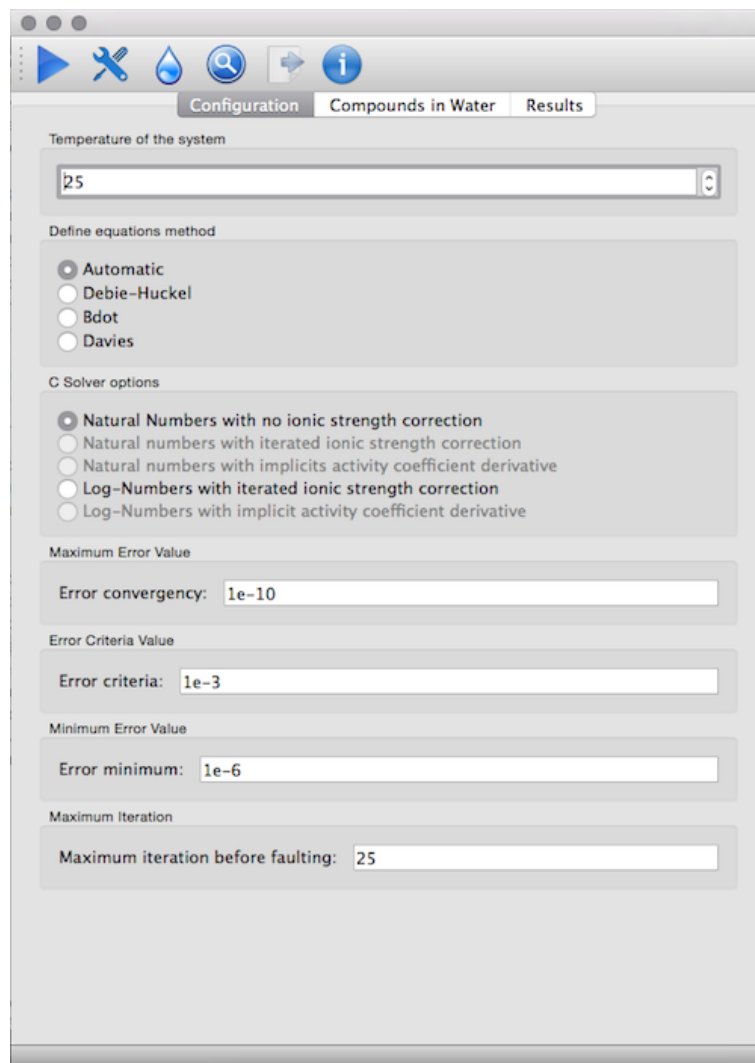 Configuration Compounds in Water Results
Temperature of the system
25
Define equations method
Automatic
Debie-Huckel
Bdot
Davies
C Solver options
Natural Numbers with no ionic strength correction
Natural numbers with iterated ionic strength correction
Natural numbers with implicits activity coefficient derivative
Log-Numbers with iterated ionic strength correction
Log-Numbers with implicit activity coefficient derivative
Maximum Error Value
Error convergency: 1e-10
Error Criteria Value
Error criteria: 1e-3
Minimum Error Value
Error minimum: 1e-6
Maximum Iteration
Maximum iteration before faulting: 25